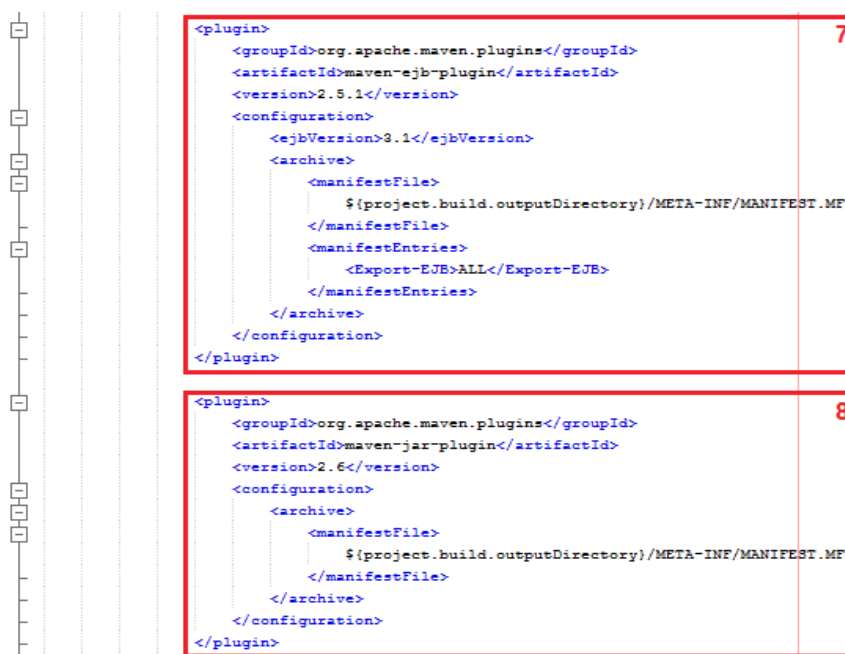 <plugin>
<groupId>org.apache.maven.plugins</groupId>
<artifactId>maven-ejb-plugin</artifactId>
<version>2.5.1</version>
<configuration>
<ejbVersion>3.1</ejbVersion>
<archive>
<manifestFile>
${project.build.outputDirectory}/META-INF/MANIFEST.MF
</manifestFile>
<manifestEntries>
<Export-EJB>ALL</Export-EJB>
</manifestEntries>
</archive>
</configuration>
</plugin>
7
<plugin>
<groupId>org.apache.maven.plugins</groupId>
<artifactId>maven-jar-plugin</artifactId>
<version>2.6</version>
<configuration>
<archive>
<manifestFile>
${project.build.outputDirectory}/META-INF/MANIFEST.MF
</manifestFile>
</archive>
</configuration>
</plugin>
8